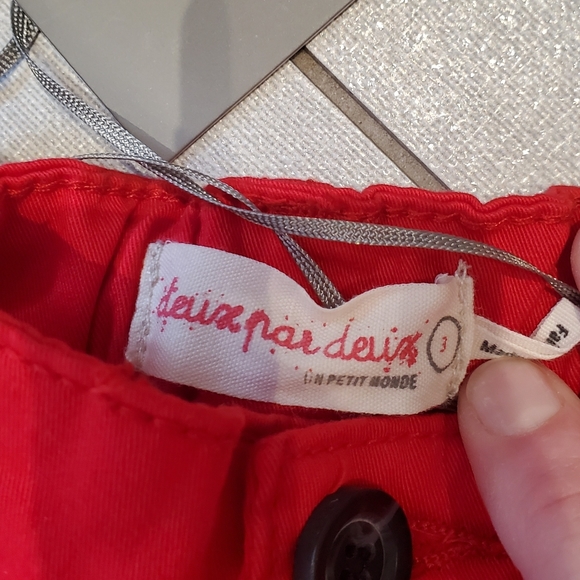 deux par deux
3
UN PETIT MONDE